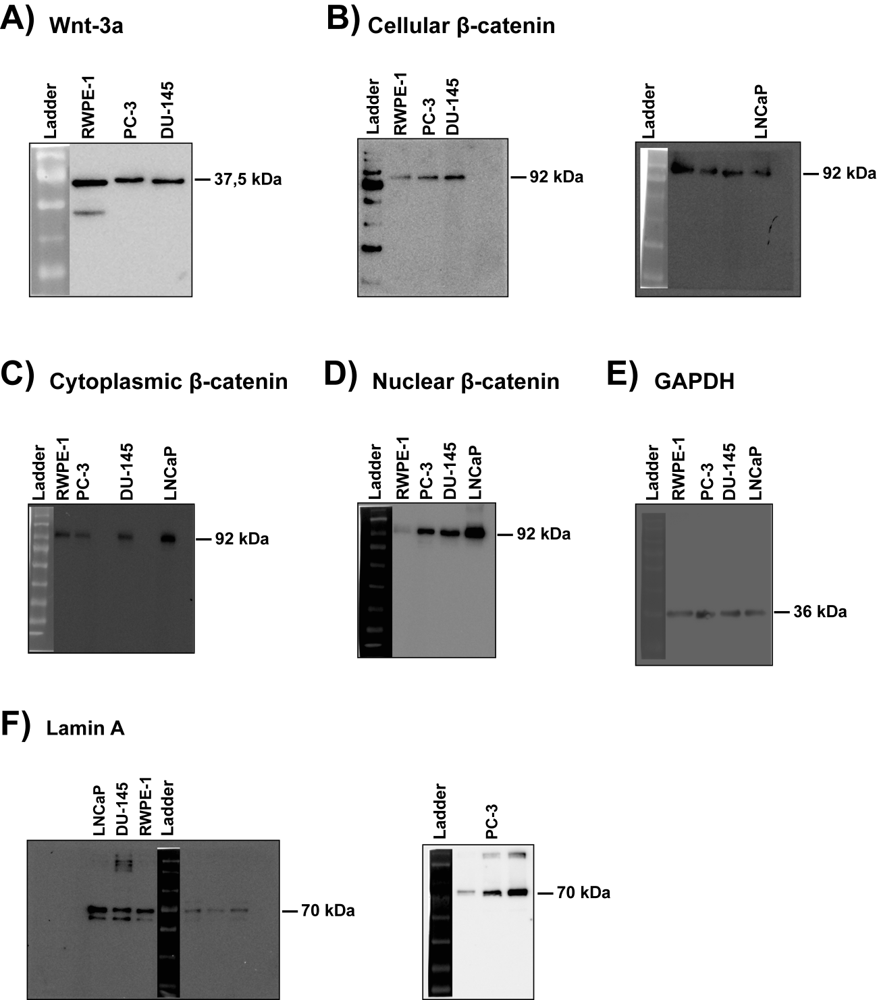 A) Wnt-3a
Ladder
RWPE-1
PC-3
DU-145
37,5 kDa
B) Cellular β-catenin
Ladder
RWPE-1
PC-3
DU-145
92 kDa
Ladder
LNCaP
92 kDa
C) Cytoplasmic β-catenin
Ladder
RWPE-1
PC-3
DU-145
LNCaP
92 kDa
D) Nuclear β-catenin
Ladder
RWPE-1
PC-3
DU-145
LNCaP
92 kDa
E) GAPDH
Ladder
RWPE-1
PC-3
DU-145
LNCaP
36 kDa
F) Lamin A
LNCaP
DU-145
RWPE-1
Ladder
70 kDa
Ladder
PC-3
70 kDa